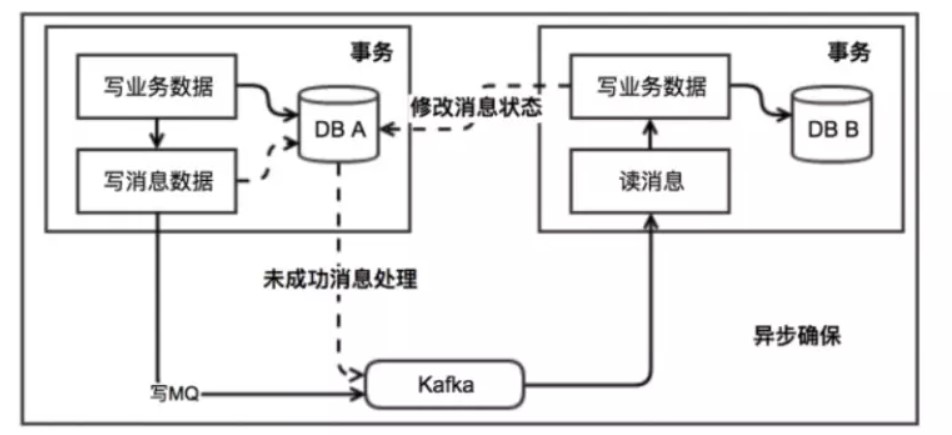 事务
写业务数据
DB A
写消息数据
修改消息状态
事务
写业务数据
DB B
读消息
未成功消息处理
异步确保
写MQ
Kafka